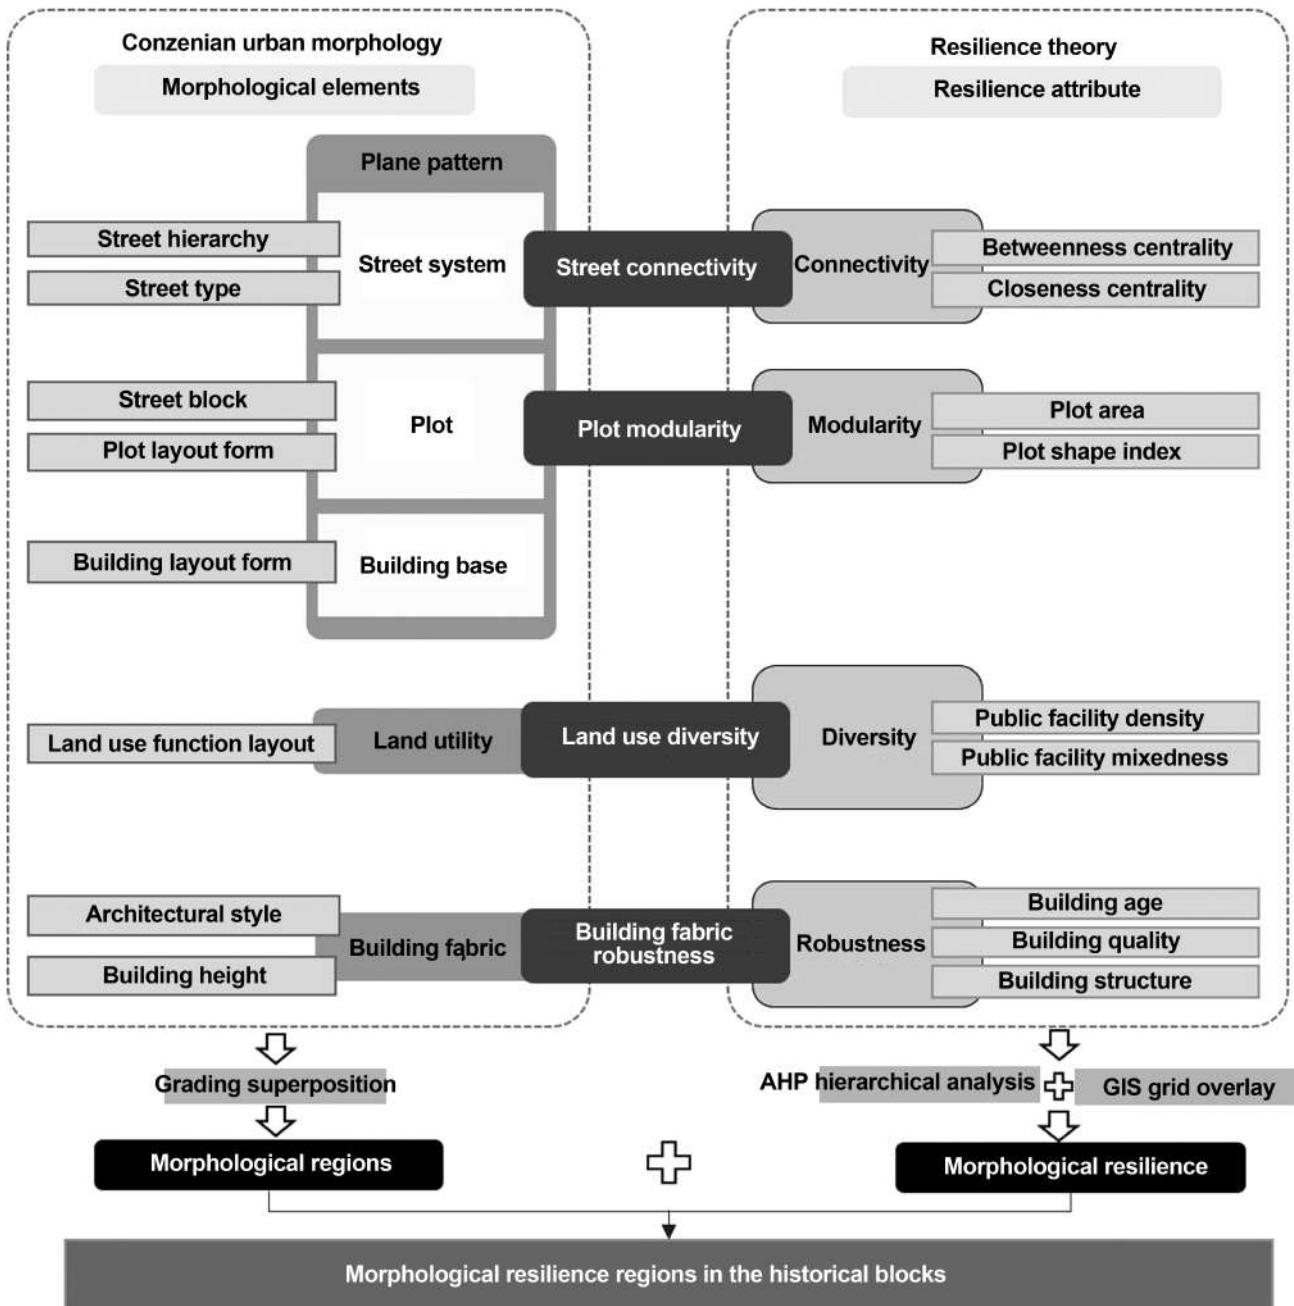 Conzenian urban morphology
Morphological elements
Resilience theory
Resilience attribute
Plane pattern
Street hierarchy
Street type
Street system
Street connectivity
Connectivity
Betweenness centrality
Closeness centrality
Street block
Plot layout form
Plot
Plot modularity
Modularity
Plot area
Plot shape index
Building layout form
Building base
Land use function layout
Land utility
Land use diversity
Diversity
Public facility density
Public facility mixedness
Architectural style
Building height
Building fabric
Building fabric
robustness
Robustness
Building age
Building quality
Building structure
Grading superposition
AHP hierarchical analysis
GIS grid overlay
Morphological regions
Morphological resilience
Morphological resilience regions in the historical blocks